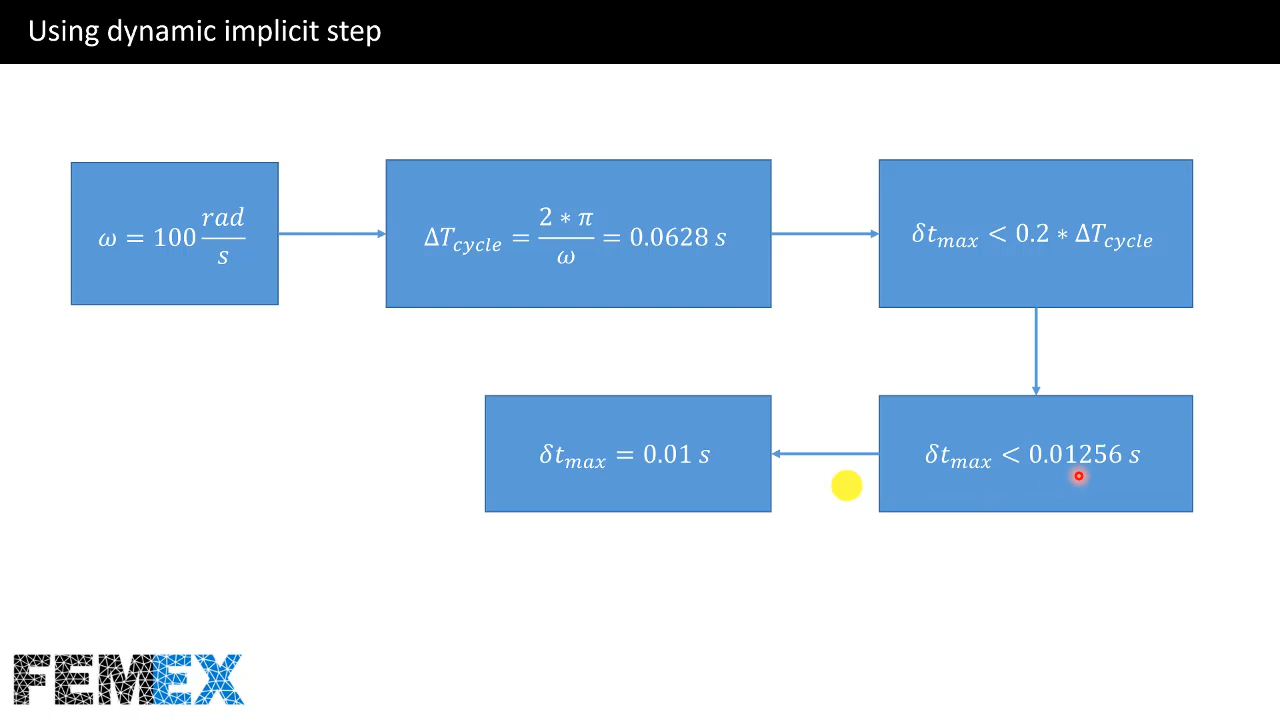 Using dynamic implicit step
ω = 100 rad/s
ΔT_cycle = 2 * π/ω = 0.0628 s
δt_max < 0.2 * ΔT_cycle
δt_max < 0.01256 s
δt_max = 0.01 s
FEMEX